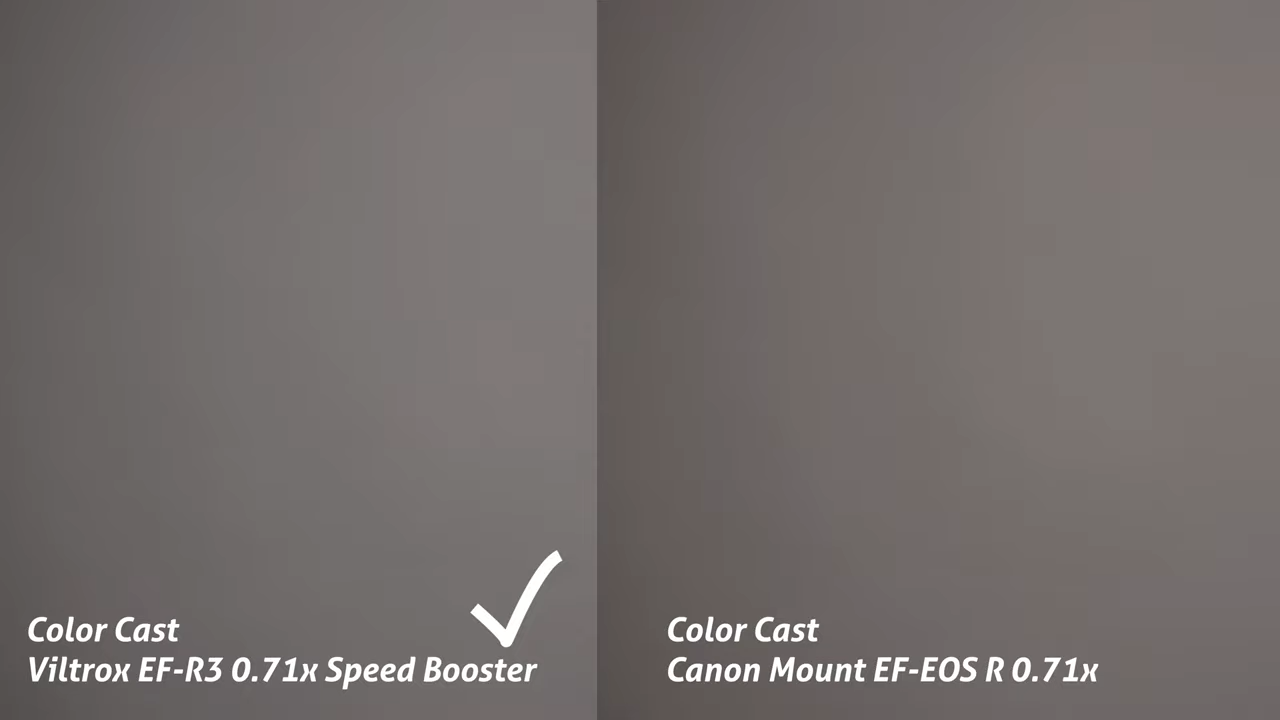 Color Cast
Viltrox EF-R3 0.71x Speed Booster
Color Cast
Canon Mount EF-EOS R 0.71x